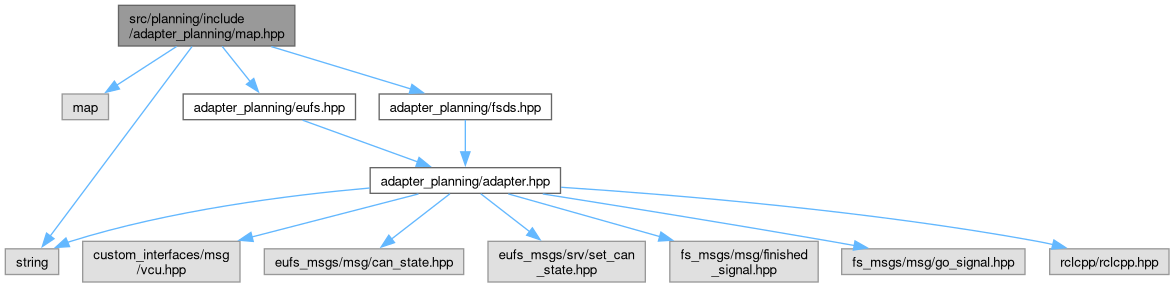 src/planning/include
/adapter_planning/map.hpp
map
adapter_planning/eufs.hpp
adapter_planning/fsds.hpp
adapter_planning/adapter.hpp
string
custom_interfaces/msg
/vcu.hpp
eufs_msgs/msg/can_state.hpp
eufs_msgs/srv/set_can
_state.hpp
fs_msgs/msg/finished
_signal.hpp
fs_msgs/msg/go_signal.hpp
rclcpp/rclcpp.hpp